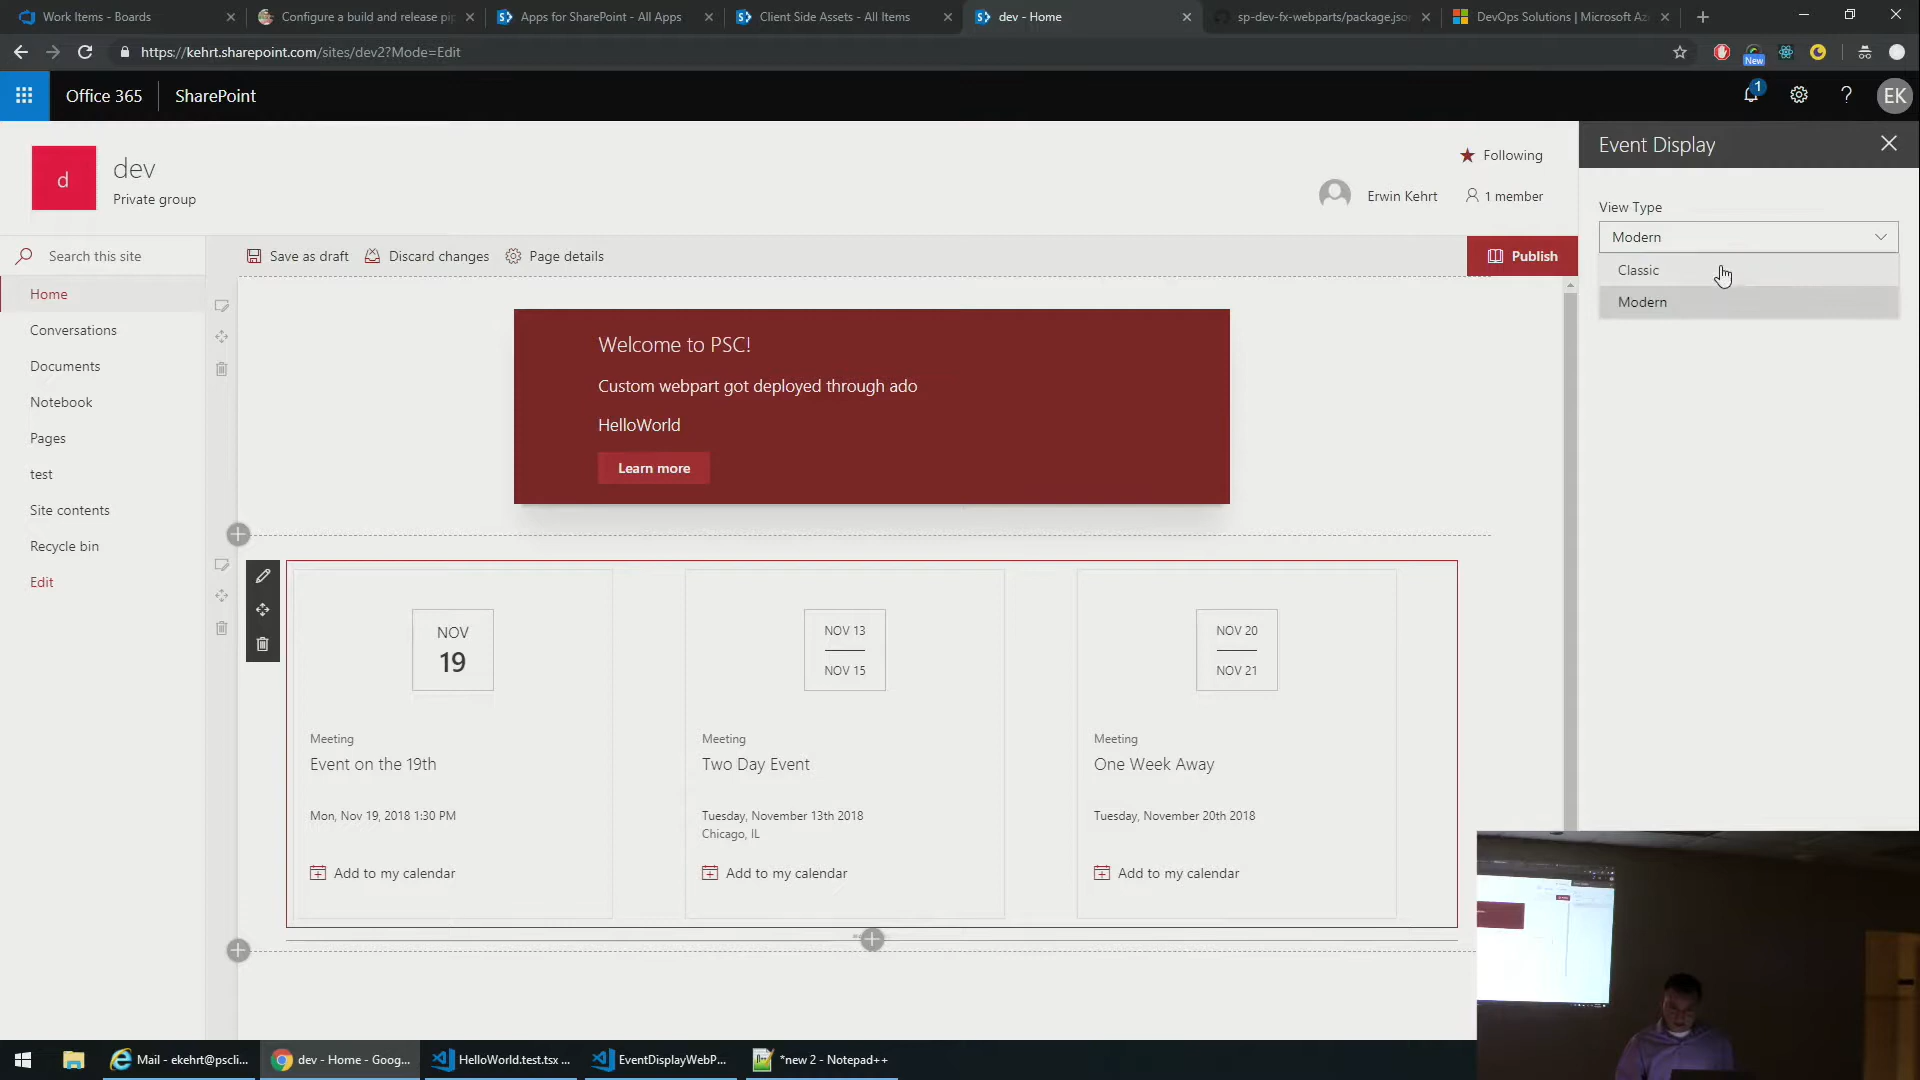 Work Items - Boards
Configure a build and release pip
Apps for SharePoint - All Apps
Client Side Assets - All Items
dev - Home
sp-dev-fx-webparts/package.jso
DevOps Solutions | Microsoft Az
https://kehrt.sharepoint.com/sites/dev2?Mode=Edit
New
Office 365
SharePoint
1
?
EK
d
dev
Private group
Following
Erwin Kehrt
1 member
Event Display
View Type
Modern
Classic
Modern
Search this site
Save as draft
Discard changes
Page details
Publish
Home
Conversations
Documents
Notebook
Pages
test
Site contents
Recycle bin
Edit
Welcome to PSC!
Custom webpart got deployed through ado
HelloWorld
Learn more
NOV
19
Meeting
Event on the 19th
Mon, Nov 19, 2018 1:30 PM
Add to my calendar
NOV 13
NOV 15
Meeting
Two Day Event
Tuesday, November 13th 2018
Chicago, IL
Add to my calendar
NOV 20
NOV 21
Meeting
One Week Away
Tuesday, November 20th 2018
Add to my calendar
Mail - ekehrt@pscli...
dev - Home - Goog...
HelloWorld.test.tsx ...
EventDisplayWebP...
*new 2 - Notepad++